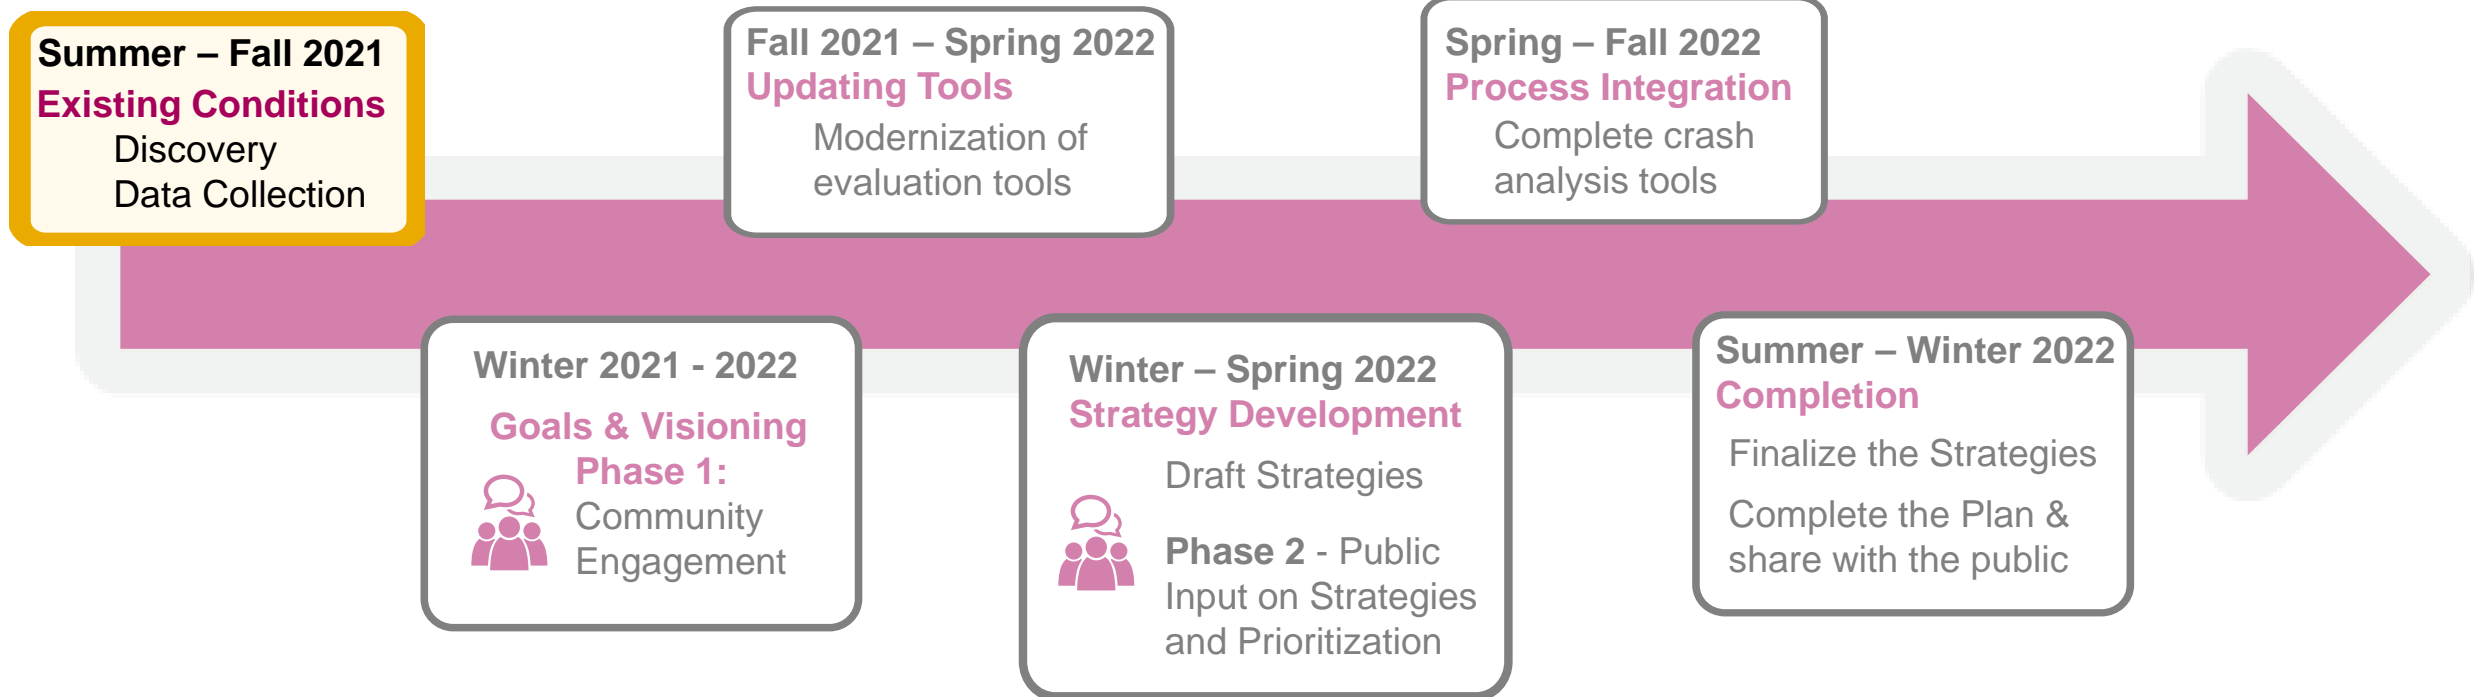 Summer – Fall 2021
Existing Conditions
Discovery
Data Collection
Winter 2021 - 2022
Goals & Visioning
Phase 1:
Community
Engagement
Fall 2021 – Spring 2022
Updating Tools
Modernization of
evaluation tools
Winter – Spring 2022
Strategy Development
Draft Strategies
Phase 2 - Public
Input on Strategies
and Prioritization
Spring – Fall 2022
Process Integration
Complete crash
analysis tools
Summer – Winter 2022
Completion
Finalize the Strategies
Complete the Plan &
share with the public